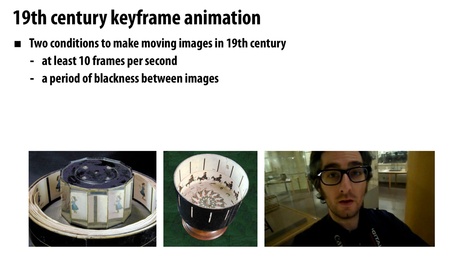 19th century keyframe animation
■ Two conditions to make moving images in 19th century
- at least 10 frames per second
- a period of blackness between images